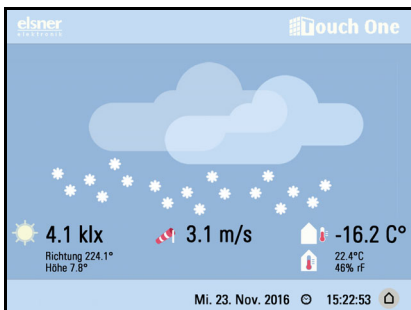 elsner
elektronik
Touch One
4.1 klx
3.1 m/s
-16.2 C°
Richtung 224.1°
Höhe 7.8°
22.4°C
46% rF
Mi. 23. Nov. 2016
15:22:53